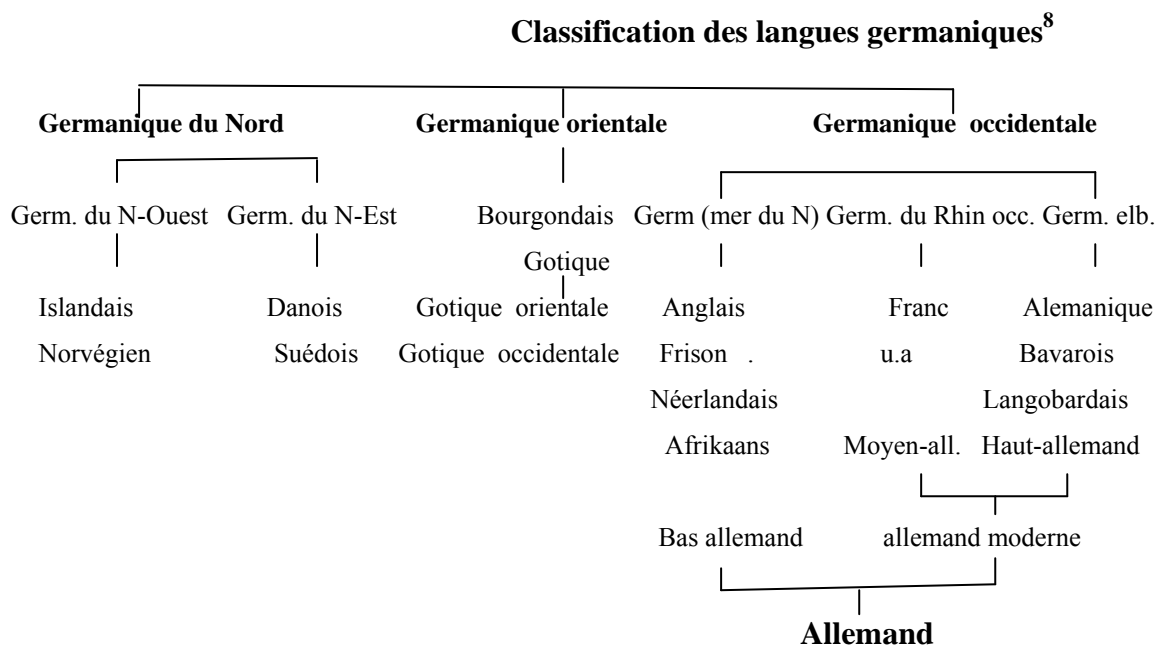 Classification des langues germaniques8
Germanique du Nord Germanique orientale Germanique occidentale
Germ. du N-Ouest Germ. du N-Est Bourgondais Germ (mer du N) Germ. du Rhin occ. Germ. elb.
Gotique
Islandais Danois Gotique orientale Anglais Franc Alemanique
Norvégien Suédois Gotique occidentale Frison . u.a Bavarois
Néerlandais Langobardais
Afrikaans Moyen-all. Haut-allemand
Bas allemand allemand moderne
Allemand